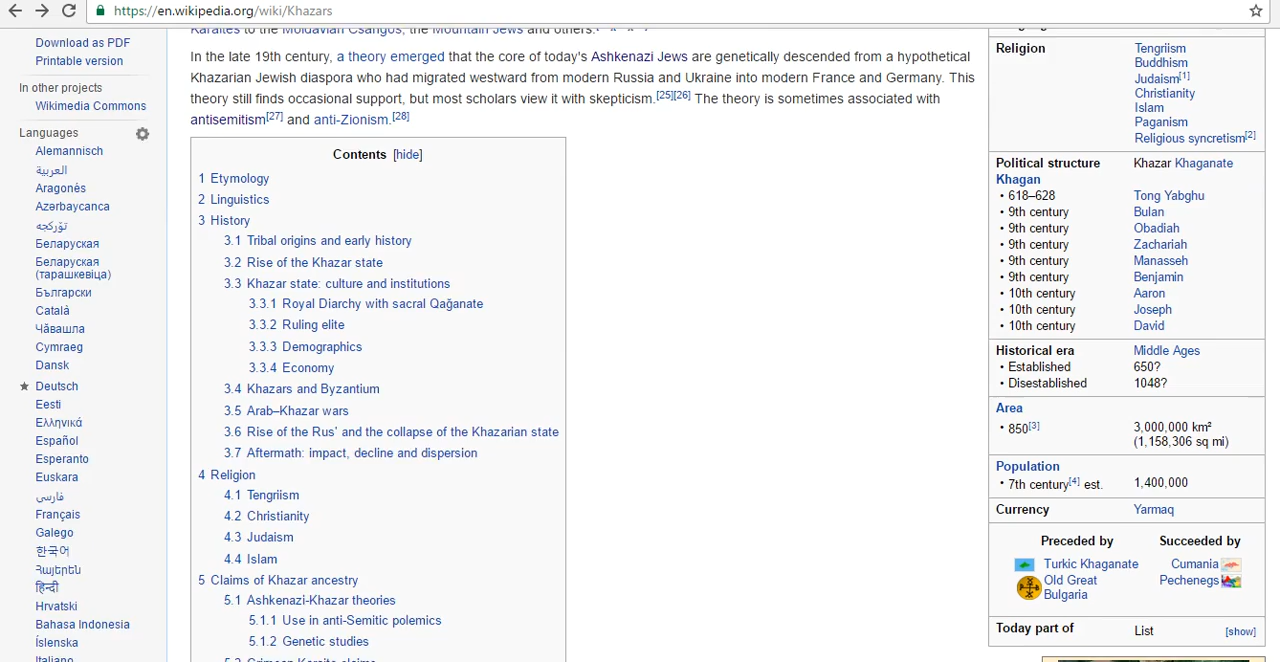 https://en.wikipedia.org/wiki/Khazars
Download as PDF
Printable version
In other projects
Wikimedia Commons
Languages
Alemannisch
العربية
Aragonés
Azərbaycanca
تۆرکجه
Беларуская
Беларуская
(тарашкевіца)
Български
Català
Чӑвашла
Cymraeg
Dansk
Deutsch
Eesti
Ελληνικά
Español
Esperanto
Euskara
فارسی
Français
Galego
한국어
Հայերեն
हिन्दी
Hrvatski
Bahasa Indonesia
Íslenska
Italiano
Karaites to the Moldavian Csángós, the Mountain Jews and others.
In the late 19th century, a theory emerged that the core of today's Ashkenazi Jews are genetically descended from a hypothetical
Khazarian Jewish diaspora who had migrated westward from modern Russia and Ukraine into modern France and Germany. This
theory still finds occasional support, but most scholars view it with skepticism.[25][26] The theory is sometimes associated with
antisemitism[27] and anti-Zionism.[28]
Contents [hide]
1 Etymology
2 Linguistics
3 History
3.1 Tribal origins and early history
3.2 Rise of the Khazar state
3.3 Khazar state: culture and institutions
3.3.1 Royal Diarchy with sacral Qağanate
3.3.2 Ruling elite
3.3.3 Demographics
3.3.4 Economy
3.4 Khazars and Byzantium
3.5 Arab–Khazar wars
3.6 Rise of the Rus' and the collapse of the Khazarian state
3.7 Aftermath: impact, decline and dispersion
4 Religion
4.1 Tengriism
4.2 Christianity
4.3 Judaism
4.4 Islam
5 Claims of Khazar ancestry
5.1 Ashkenazi-Khazar theories
5.1.1 Use in anti-Semitic polemics
5.1.2 Genetic studies
5.2 Crimean Karaite claims
Religion Tengriism
Buddhism
Judaism[1]
Christianity
Islam
Paganism
Religious syncretism[2]
Political structure Khazar Khaganate
Khagan
• 618–628 Tong Yabghu
• 9th century Bulan
• 9th century Obadiah
• 9th century Zachariah
• 9th century Manasseh
• 9th century Benjamin
• 10th century Aaron
• 10th century Joseph
• 10th century David
Historical era Middle Ages
• Established 650?
• Disestablished 1048?
Area
• 850[3] 3,000,000 km²
(1,158,306 sq mi)
Population
• 7th century[4] est. 1,400,000
Currency Yarmaq
Preceded by Succeeded by
Turkic Khaganate Cumania
Old Great Pechenegs
Bulgaria
Today part of List [show]